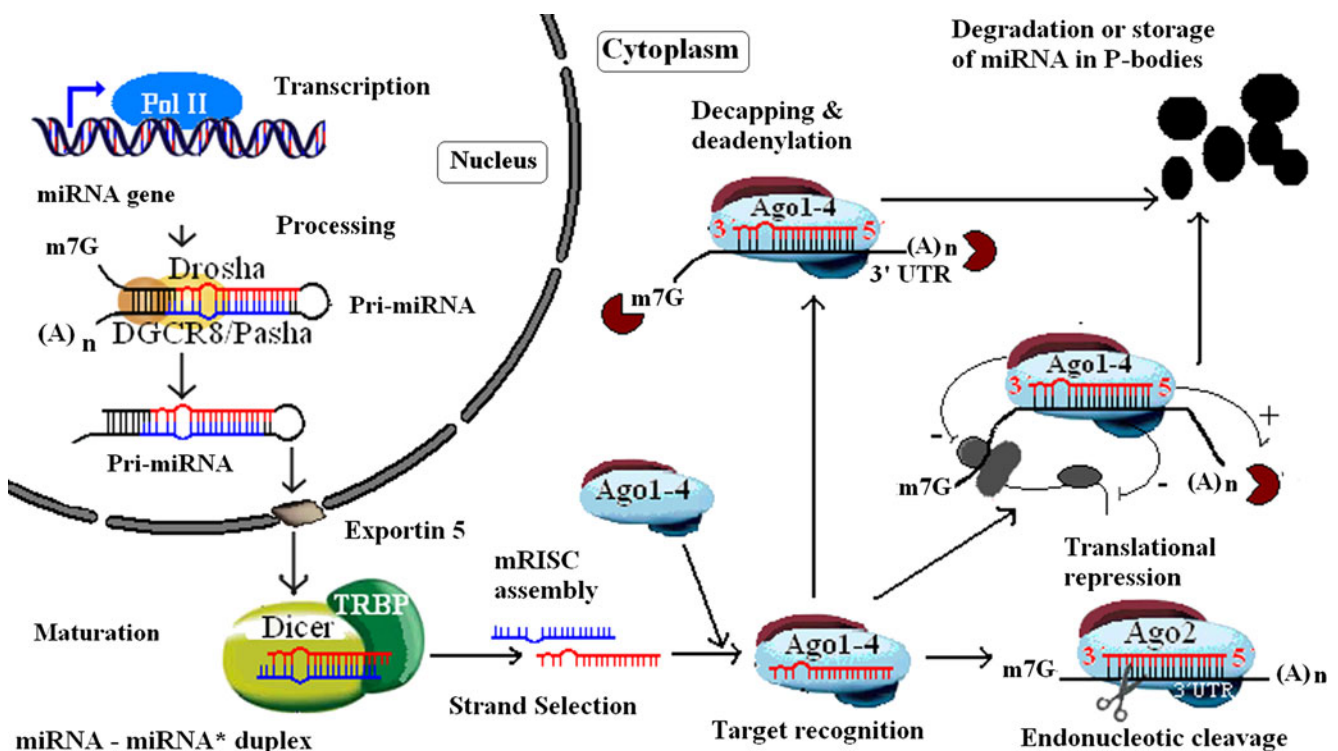 Pol II
Transcription
miRNA gene
Processing
m7G
Drosha
Pri-miRNA
(A) n
DGCR8/Pasha
Pri-miRNA
Nucleus
Cytoplasm
Exportin 5
Maturation
Dicer
TRBP
miRNA - miRNA* duplex
mRISC
assembly
Strand Selection
Ago1-4
Ago1-4
Target recognition
Decapping &
deadenylation
Ago1-4
3´ 5´
(A) n
3' UTR
m7G
Degradation or storage
of miRNA in P-bodies
Ago1-4
3´ 5
+
-
m7G
-
(A) n
Translational
repression
Ago2
3´ 5´
m7G
(A) n
3'UTR
Endonucleotic cleavage